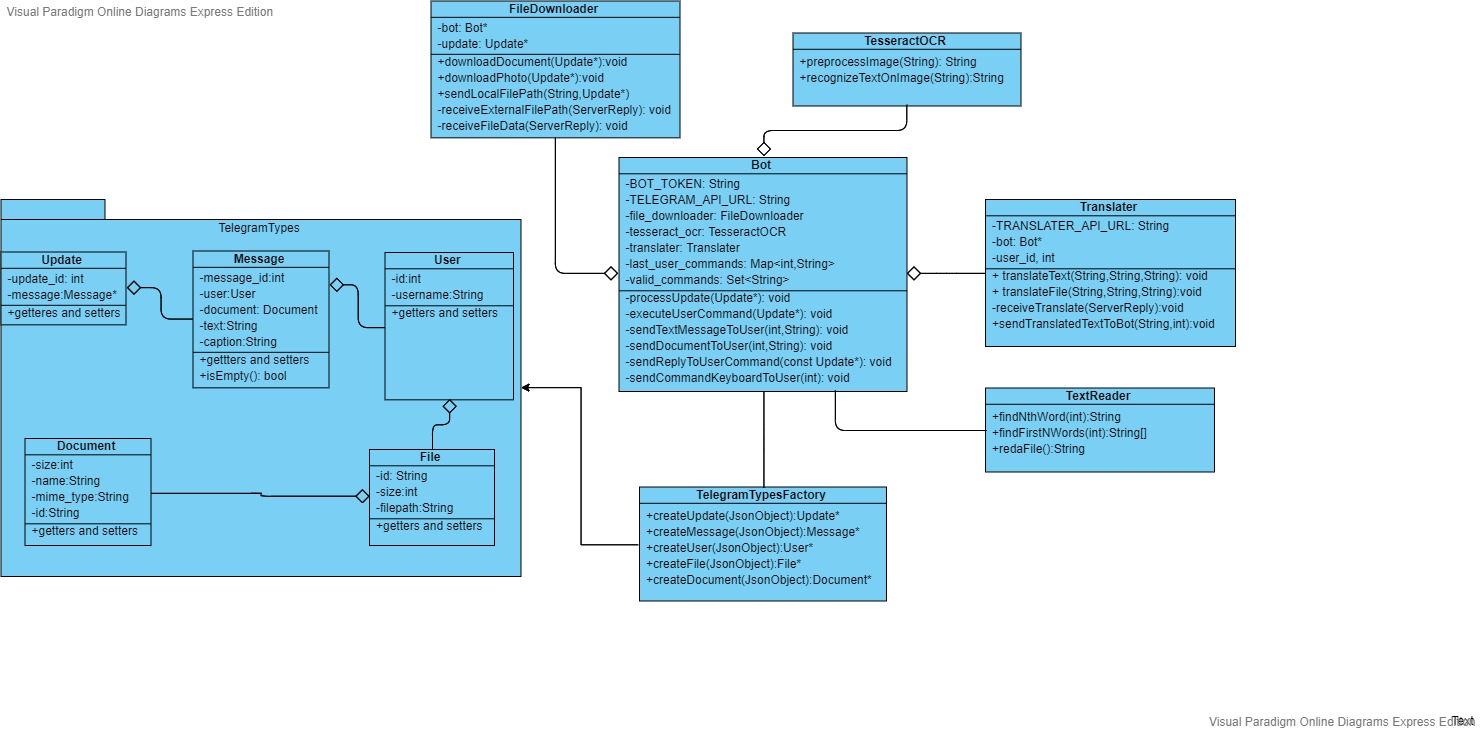 Visual Paradigm Online Diagrams Express Edition
FileDownloader
-bot: Bot*
-update: Update*
+downloadDocument(Update*):void
+downloadPhoto(Update*):void
+sendLocalFilePath(String,Update*)
-receiveExternalFilePath(ServerReply): void
-receiveFileData(ServerReply): void
TesseractOCR
+preprocessImage(String): String
+recognizeTextOnImage(String):String
Bot
-BOT_TOKEN: String
-TELEGRAM_API_URL: String
-file_downloader: FileDownloader
-tesseract_ocr: TesseractOCR
-translater: Translater
-last_user_commands: Map<int,String>
-valid_commands: Set<String>
-processUpdate(Update*): void
-executeUserCommand(Update*): void
-sendTextMessageToUser(int,String): void
-sendDocumentToUser(int,String): void
-sendReplyToUserCommand(const Update*): void
-sendCommandKeyboardToUser(int): void
Translater
-TRANSLATER_API_URL: String
-bot: Bot*
-user_id, int
+ translateText(String,String,String): void
+ translateFile(String,String,String):void
-receiveTranslate(ServerReply):void
+sendTranslatedTextToBot(String,int):void
TelegramTypes
Update
-update_id: int
-message:Message*
+getteres and setters
Message
-message_id:int
-user:User
-document: Document
-text:String
-caption:String
+gettters and setters
+isEmpty(): bool
User
-id:int
-username:String
+getters and setters
Document
-size:int
-name:String
-mime_type:String
-id:String
+getters and setters
File
-id: String
-size:int
-filepath:String
+getters and setters
TextReader
+findNthWord(int):String
+findFirstNWords(int):String[]
+redaFile():String
TelegramTypesFactory
+createUpdate(JsonObject):Update*
+createMessage(JsonObject):Message*
+createUser(JsonObject):User*
+createFile(JsonObject):File*
+createDocument(JsonObject):Document*
Visual Paradigm Online Diagrams Express Edition
Text